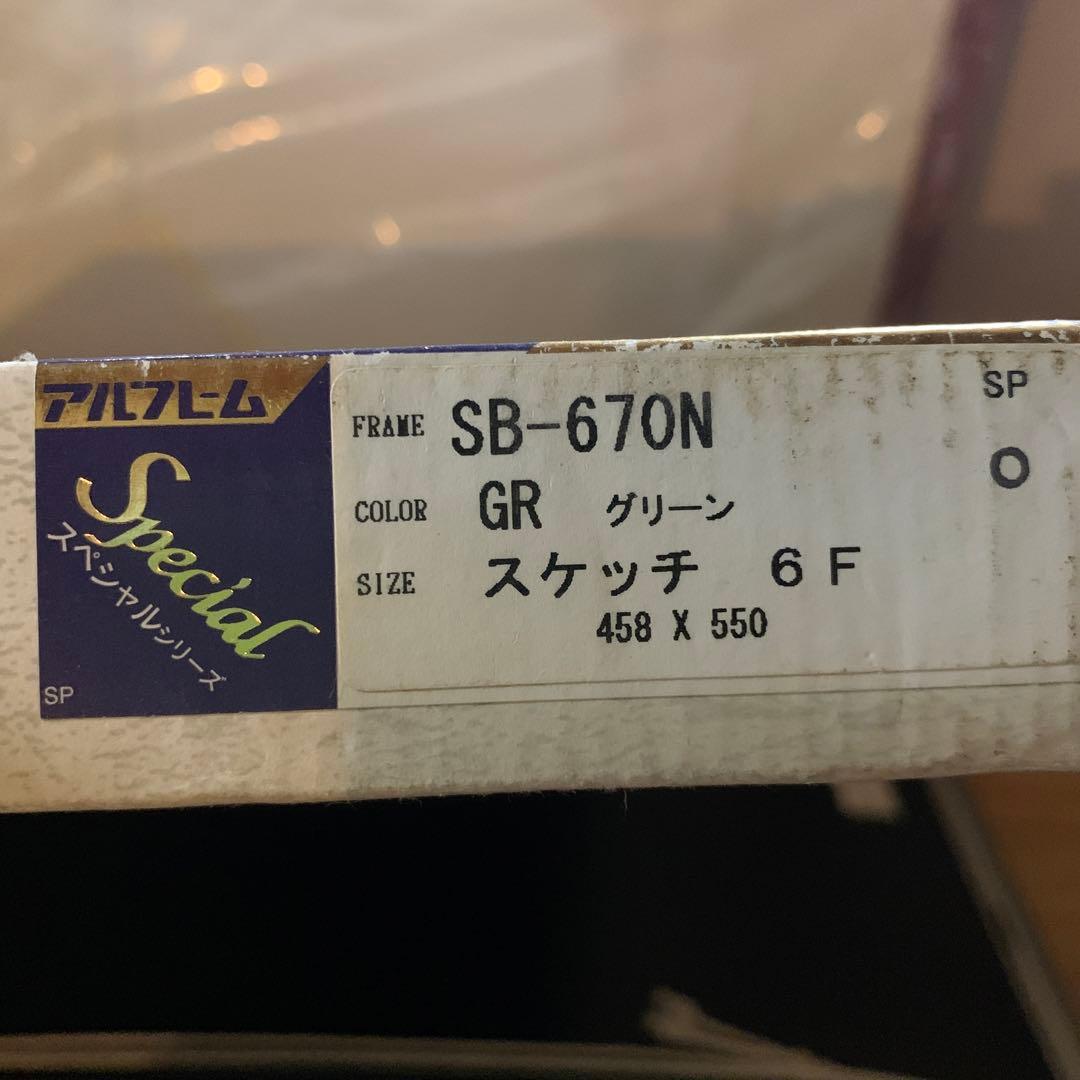 アルフレーム
Special
スペシャルシリーズ
SP
FRAME SB-670N
COLOR GR グリーン
SIZE スケッチ 6F
458 X 550
SP
O